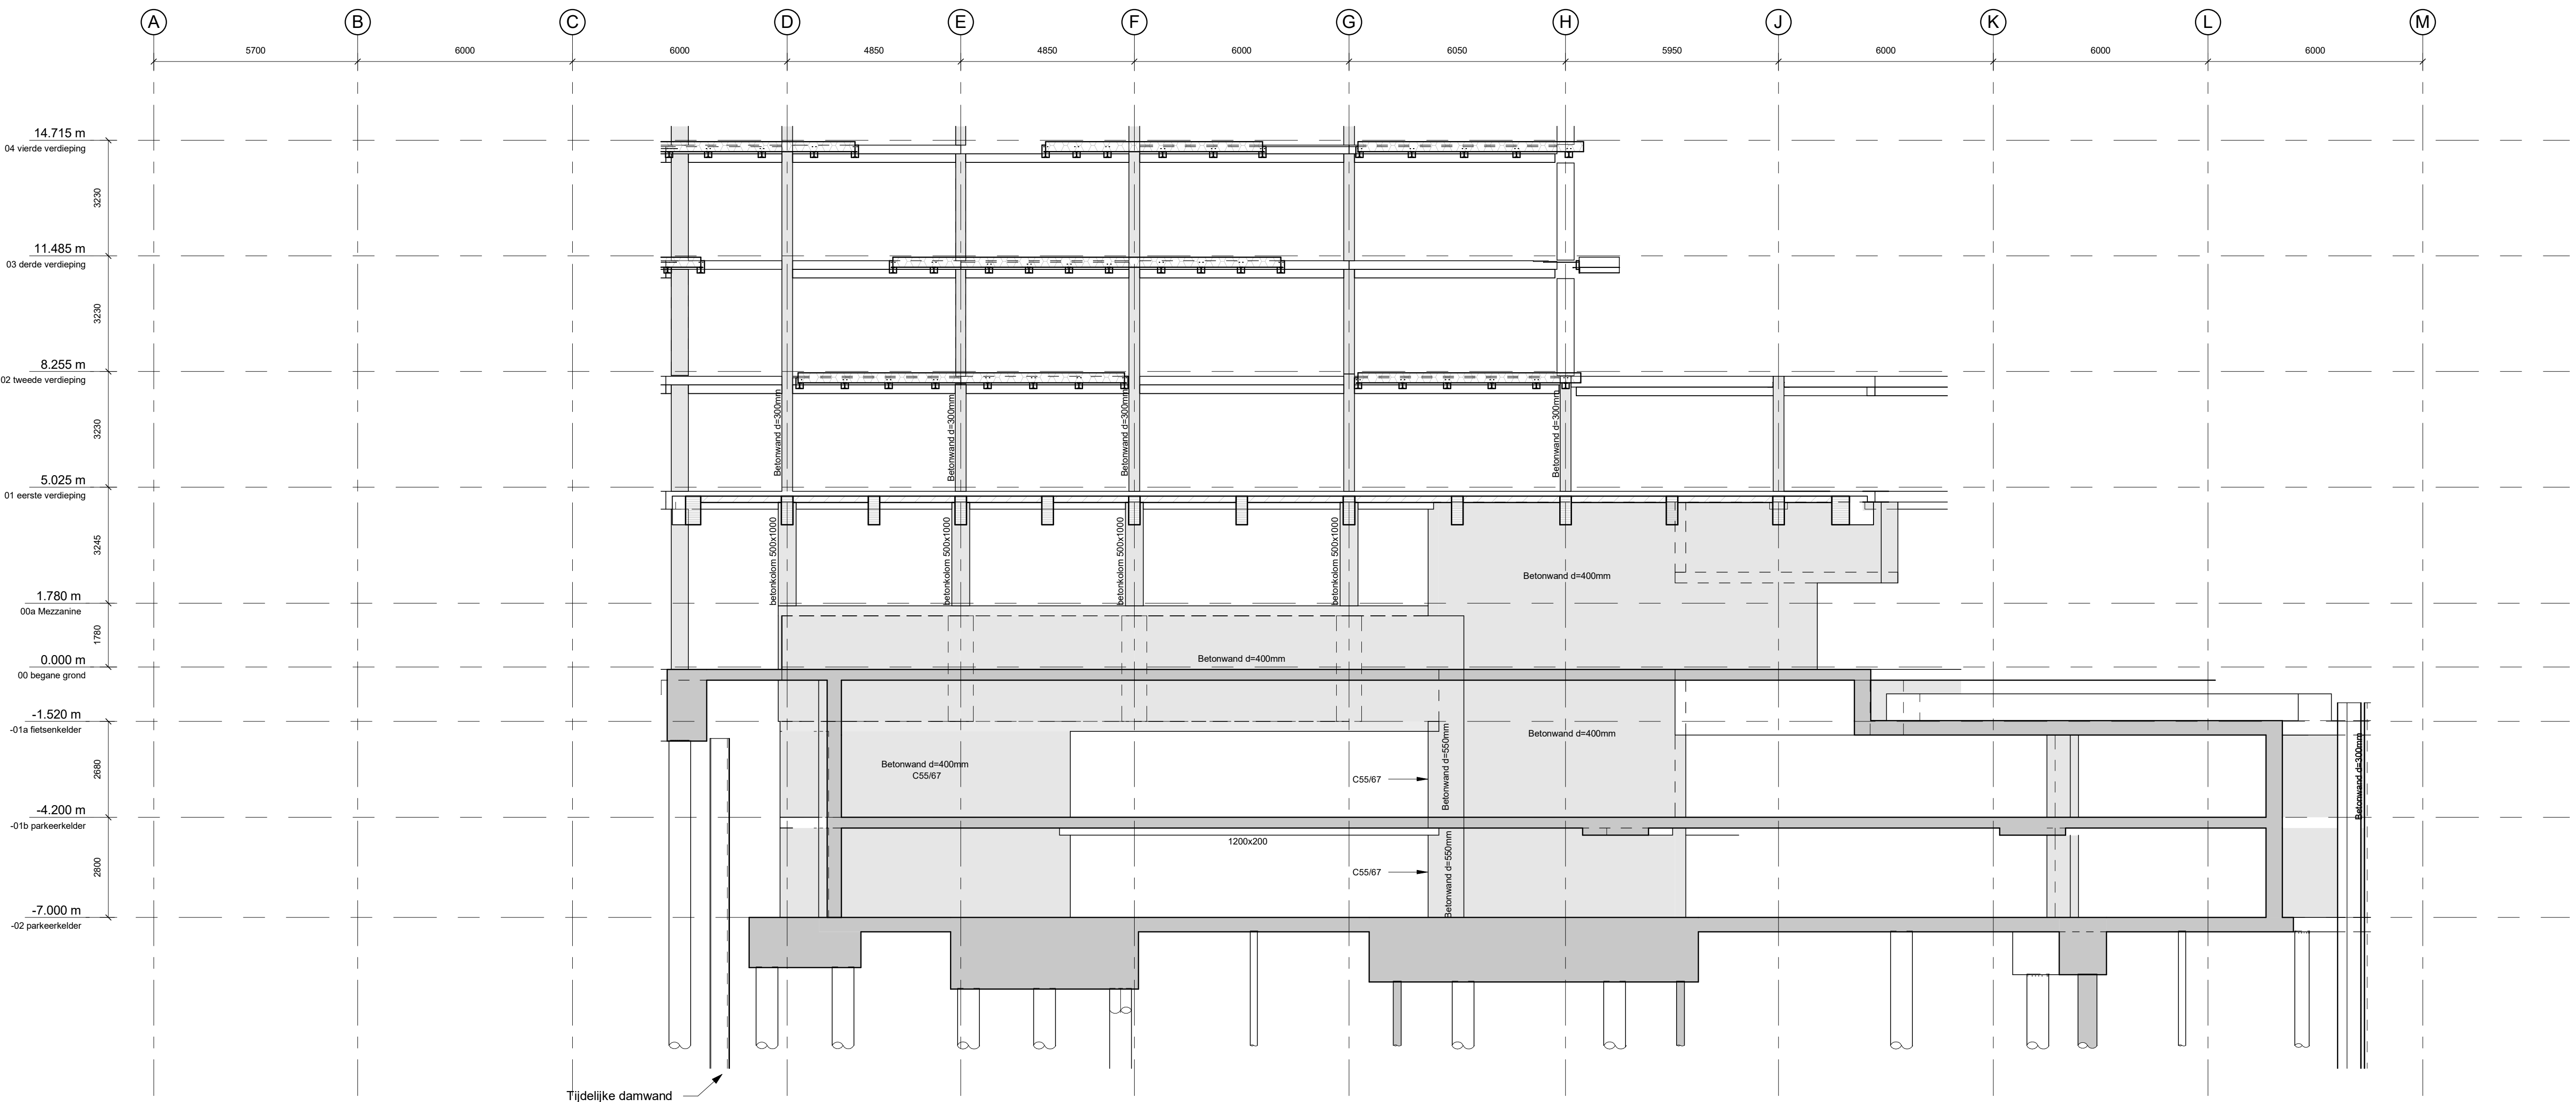 A B C D E F G H J K L M
5700 6000 6000 4850 4850 6000 6050 5950 6000 6000 6000
14.715 m
04 vierde verdieping
3230
11.485 m
03 derde verdieping
3230
8.255 m
02 tweede verdieping
Betonwand d=300mm
Betonwand d=300mm
Betonwand d=300mm
Betonwand d=300mm
3230
5.025 m
01 eerste verdieping
betonkolom 500x1000
betonkolom 500x1000
betonkolom 500x1000
betonkolom 500x1000
3245
Betonwand d=400mm
1.780 m
00a Mezzanine
1780
Betonwand d=400mm
0.000 m
00 begane grond
-1.520 m
-01a fietsenkelder
Betonwand d=400mm
Betonwand d=550mm
Betonwand d=300mm
2680
Betonwand d=400mm
C55/67
C55/67
-4.200 m
-01b parkeerkelder
1200x200
2800
C55/67
Betonwand d=550mm
-7.000 m
-02 parkeerkelder
Tijdelijke damwand